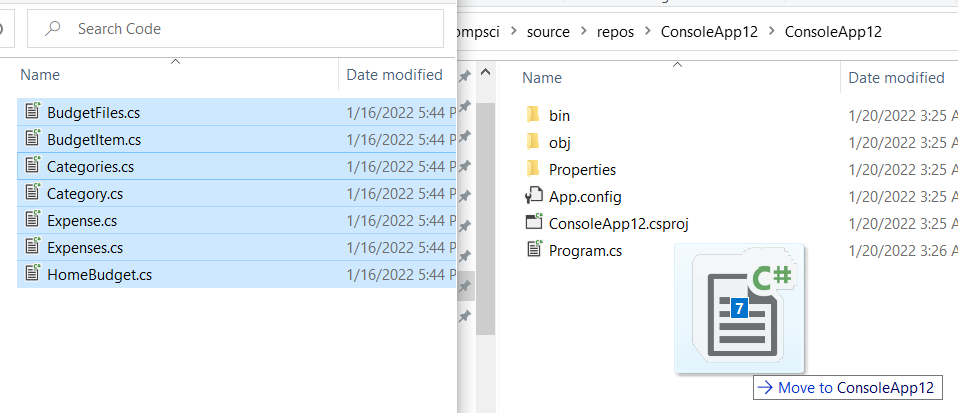 Search Code
Name
Date modified
BudgetFiles.cs
1/16/2022 5:44 P
BudgetItem.cs
1/16/2022 5:44 P
Categories.cs
1/16/2022 5:44 P
Category.cs
1/16/2022 5:44 P
Expense.cs
1/16/2022 5:44 P
Expenses.cs
1/16/2022 5:44 P
HomeBudget.cs
1/16/2022 5:44 P
ompsci > source > repos > ConsoleApp12 > ConsoleApp12
Name
Date modified
bin
1/20/2022 3:25 A
obj
1/20/2022 3:25 A
Properties
1/20/2022 3:25 A
App.config
1/20/2022 3:25 A
ConsoleApp12.csproj
1/20/2022 3:25 A
Program.cs
1/20/2022 3:26 A
C#
7
→ Move to ConsoleApp12